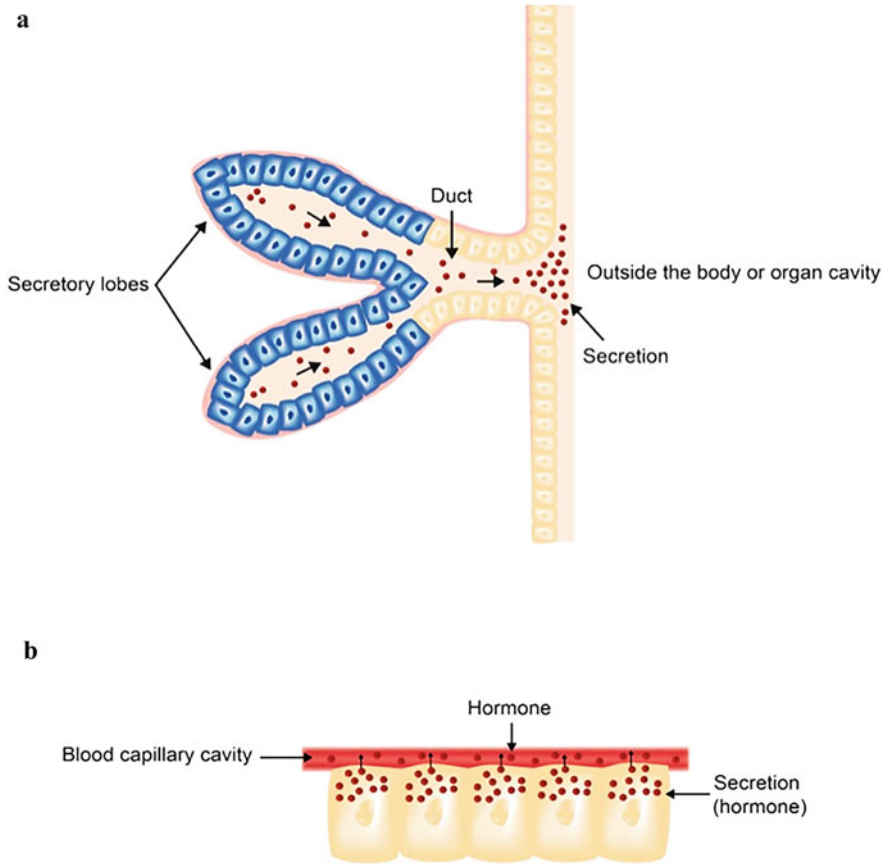 a
Duct
Secretory lobes
Outside the body or organ cavity
Secretion
b
Hormone
Blood capillary cavity
Secretion
(hormone)